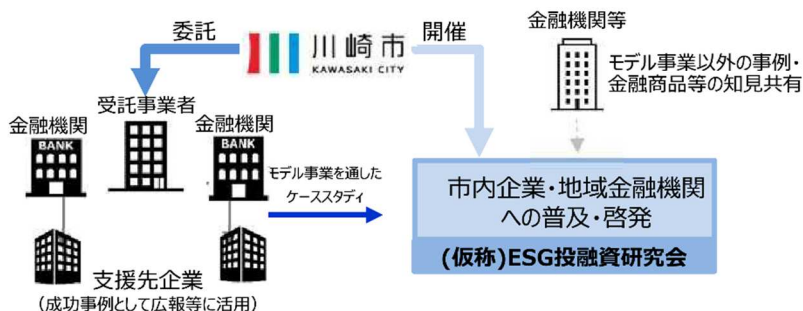 委託
川崎市
KAWASAKI CITY
開催
金融機関等
モデル事業以外の事例・
金融商品等の知見共有
受託事業者
金融機関
BANK
金融機関
BANK
モデル事業を通した
ケーススタディ
市内企業・地域金融機関
への普及・啓発
(仮称)ESG投融資研究会
支援先企業
(成功事例として広報等に活用)